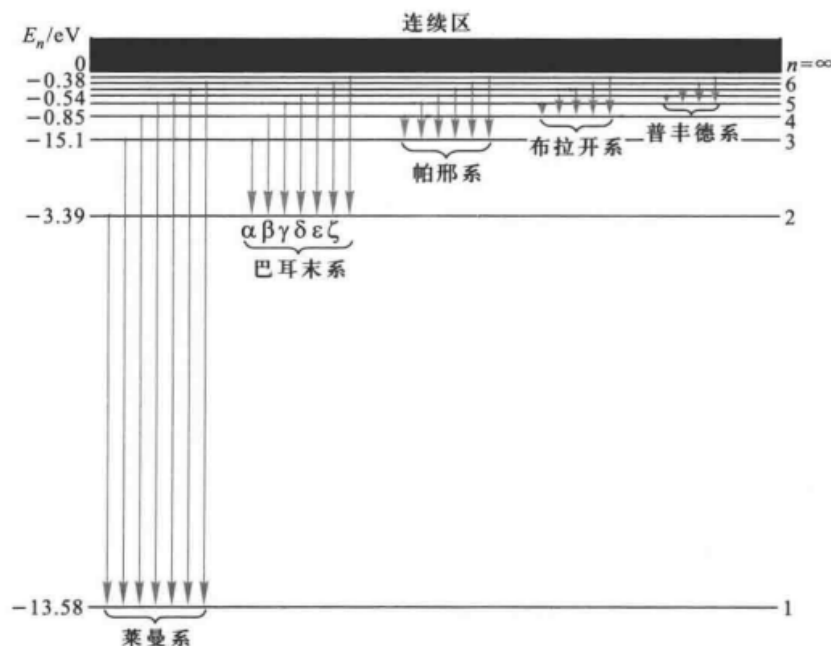 连续区
Eₙ/eV
0 n=∞
−0.38 6
−0.54 5
−0.85 4
−15.1 3
帕邢系 布拉开系 普丰德系
−3.39 2
α β γ δ ε ζ
巴耳末系
−13.58 1
莱曼系